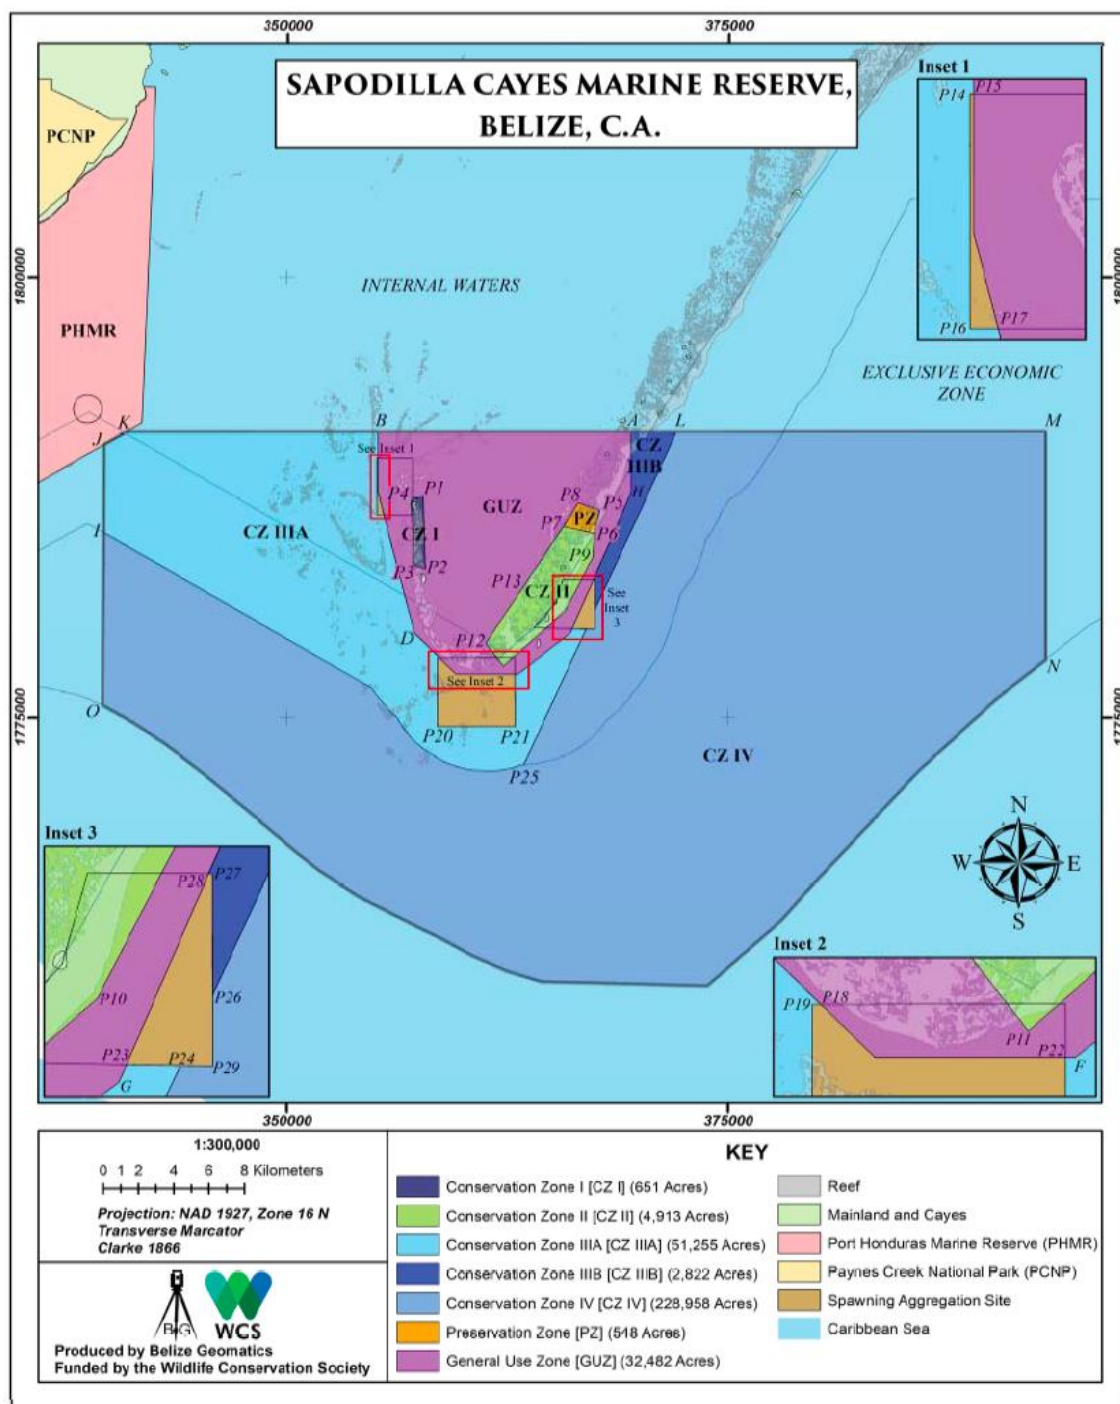 350000
375000
SAPODILLA CAYES MARINE RESERVE,
BELIZE, C.A.
Inset 1
P15
P14
P17
P16
PCNP
1800000
1800000
INTERNAL WATERS
PHMR
EXCLUSIVE ECONOMIC
ZONE
J
K
B
A
L
M
See Inset 1
CZ
IIIB
P4
P1
GUZ
H
P8
P5
PZ
P7
P6
I
CZ IIIA
CZ I
P9
P3
P2
P13
CZ II
See
Inset
3
D
P12
N
See Inset 2
O
P20
P21
1775000
1775000
CZ IV
P25
N
W
E
S
Inset 3
P28
P27
P10
P26
P23
P24
P29
G
Inset 2
P19
P18
P11
P22
F
350000
375000
1:300,000
0 1 2 4 6 8 Kilometers
Projection: NAD 1927, Zone 16 N
Transverse Marcator
Clarke 1866
B G
WCS
Produced by Belize Geomatics
Funded by the Wildlife Conservation Society
KEY
Conservation Zone I [CZ I] (651 Acres)
Conservation Zone II [CZ II] (4,913 Acres)
Conservation Zone IIIA [CZ IIIA] (51,255 Acres)
Conservation Zone IIIB [CZ IIIB] (2,822 Acres)
Conservation Zone IV [CZ IV] (228,958 Acres)
Preservation Zone [PZ] (518 Acres)
General Use Zone [GUZ] (32,482 Acres)
Reef
Mainland and Cayes
Port Honduras Marine Reserve (PHMR)
Paynes Creek National Park (PCNP)
Spawning Aggregation Site
Caribbean Sea